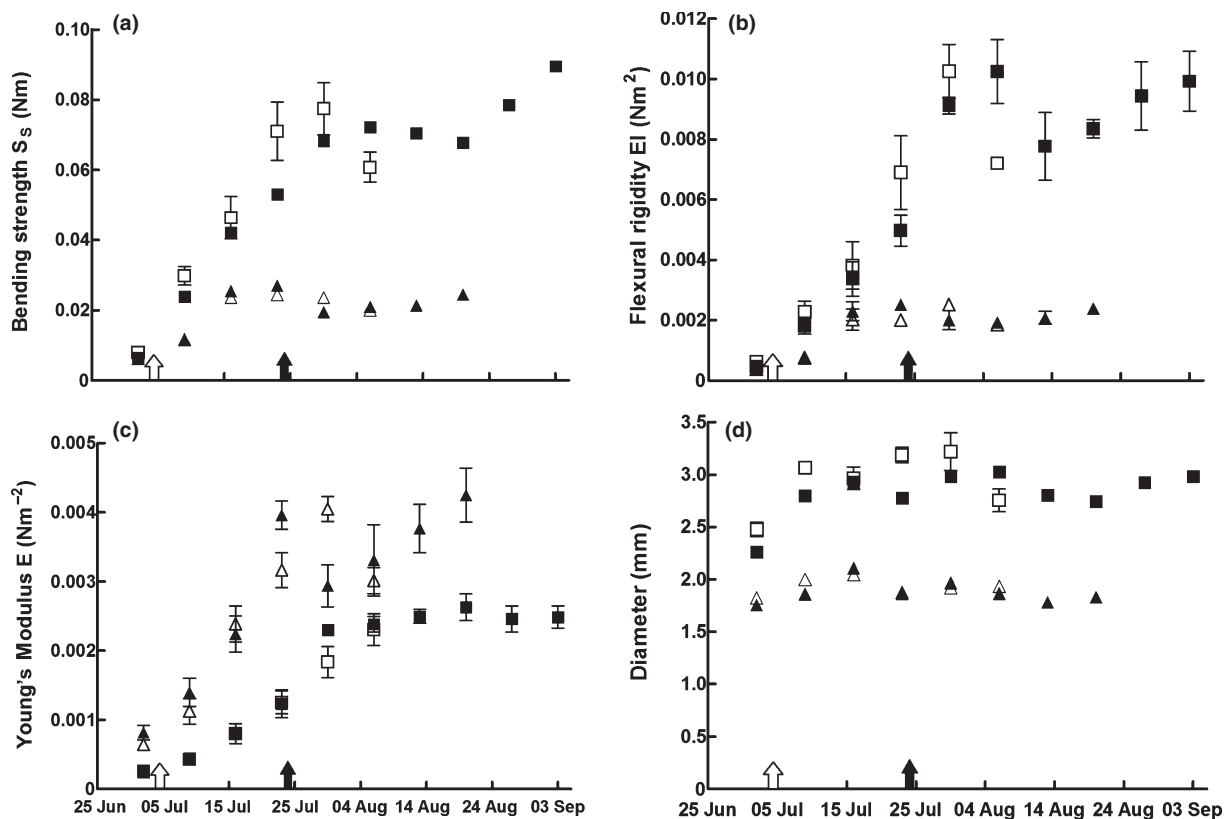 (a)
Bending strength S_S (Nm)
0.10
0.08
0.06
0.04
0.02
0
(b)
Flexural rigidity EI (Nm²)
0.012
0.010
0.008
0.006
0.004
0.002
0
(c)
Young's Modulus E (Nm⁻²)
0.005
0.004
0.003
0.002
0.001
0
25 Jun 05 Jul 15 Jul 25 Jul 04 Aug 14 Aug 24 Aug 03 Sep
(d)
Diameter (mm)
3.5
3.0
2.5
2.0
1.5
1.0
0.5
0
25 Jun 05 Jul 15 Jul 25 Jul 04 Aug 14 Aug 24 Aug 03 Sep